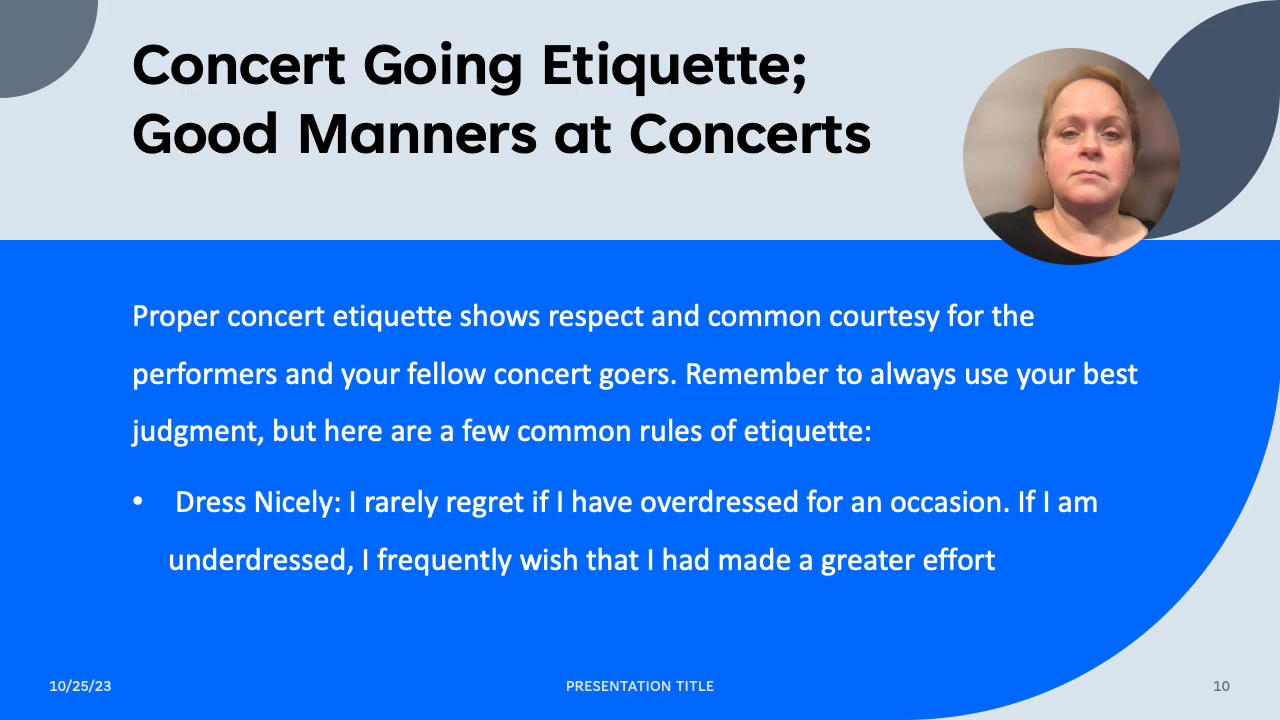 Concert Going Etiquette;
Good Manners at Concerts
Proper concert etiquette shows respect and common courtesy for the
performers and your fellow concert goers. Remember to always use your best
judgment, but here are a few common rules of etiquette:
• Dress Nicely: I rarely regret if I have overdressed for an occasion. If I am
underdressed, I frequently wish that I had made a greater effort
10/25/23
PRESENTATION TITLE
10